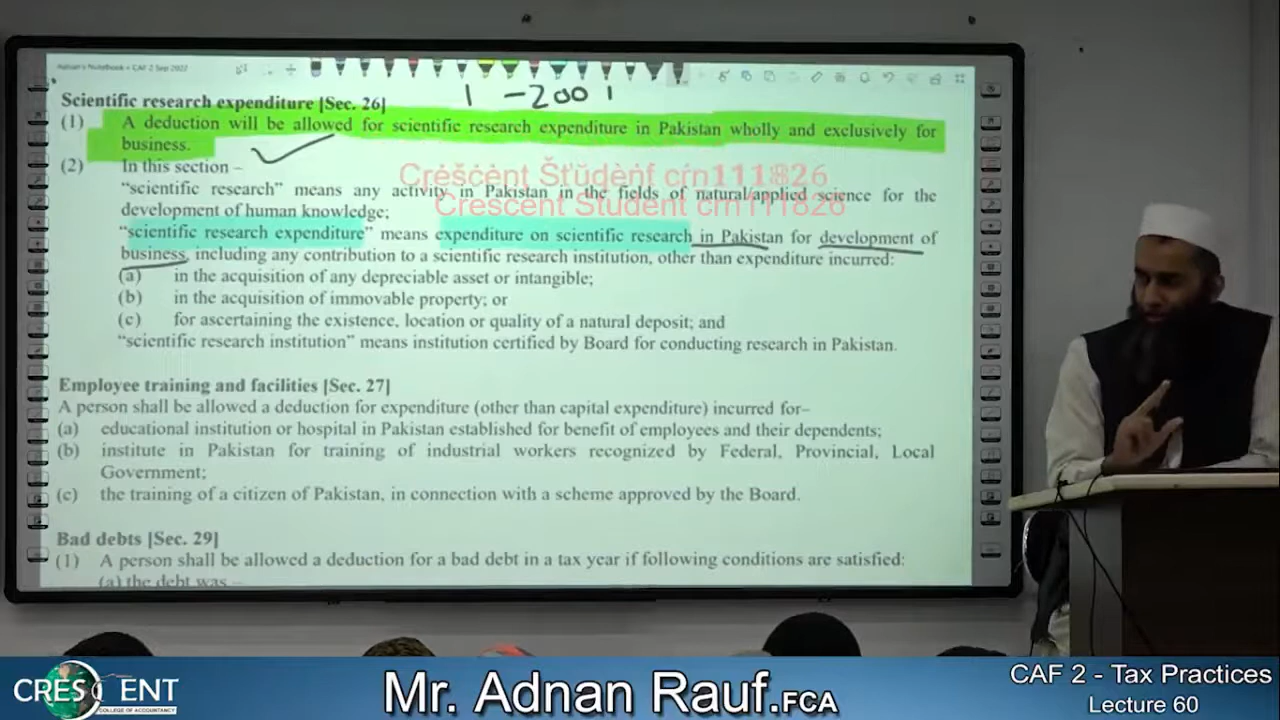 Adnan's Notebook » CAF 2 Sep 2022
1 - 2001
Scientific research expenditure [Sec. 26]
(1) A deduction will be allowed for scientific research expenditure in Pakistan wholly and exclusively for
business.
(2) In this section –
Crescent Student crn111826
“scientific research” means any activity in Pakistan in the fields of natural/applied science for the
Crescent Student crn111826
development of human knowledge;
“scientific research expenditure” means expenditure on scientific research in Pakistan for development of
business, including any contribution to a scientific research institution, other than expenditure incurred:
(a) in the acquisition of any depreciable asset or intangible;
(b) in the acquisition of immovable property; or
(c) for ascertaining the existence, location or quality of a natural deposit; and
“scientific research institution” means institution certified by Board for conducting research in Pakistan.
Employee training and facilities [Sec. 27]
A person shall be allowed a deduction for expenditure (other than capital expenditure) incurred for–
(a) educational institution or hospital in Pakistan established for benefit of employees and their dependents;
(b) institute in Pakistan for training of industrial workers recognized by Federal, Provincial, Local
Government;
(c) the training of a citizen of Pakistan, in connection with a scheme approved by the Board.
Bad debts [Sec. 29]
(1) A person shall be allowed a deduction for a bad debt in a tax year if following conditions are satisfied:
(a) the debt was –
CRESCENT
COLLEGE OF ACCOUNTANCY
Mr. Adnan Rauf.FCA
CAF 2 - Tax Practices
Lecture 60